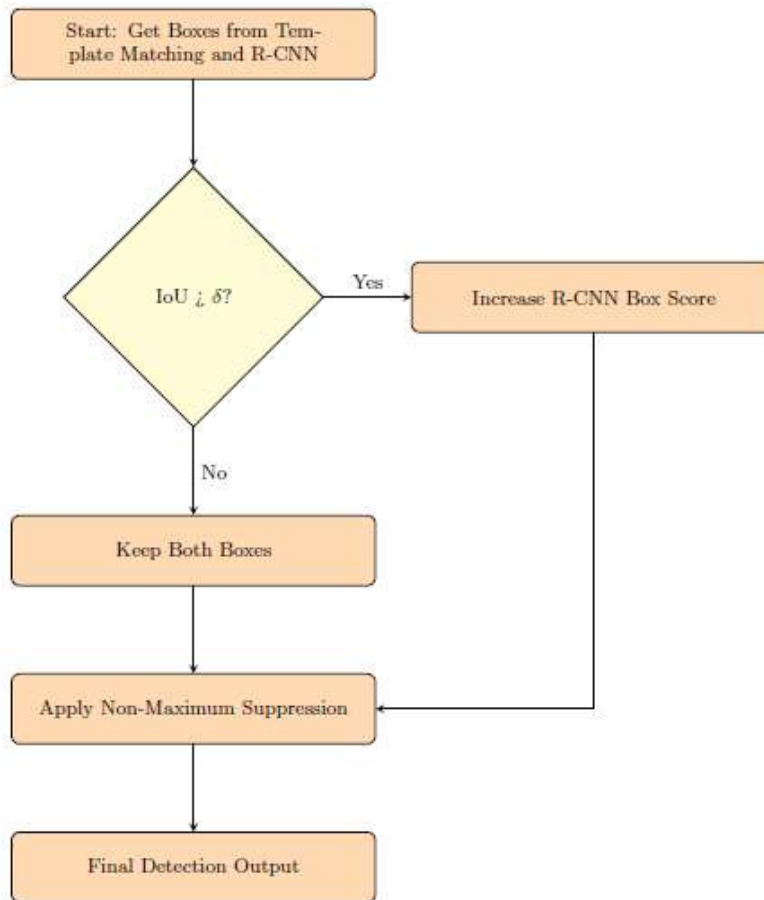 Start: Get Boxes from Tem-
plate Matching and R-CNN
IoU ¿ δ?
Yes
Increase R-CNN Box Score
No
Keep Both Boxes
Apply Non-Maximum Suppression
Final Detection Output